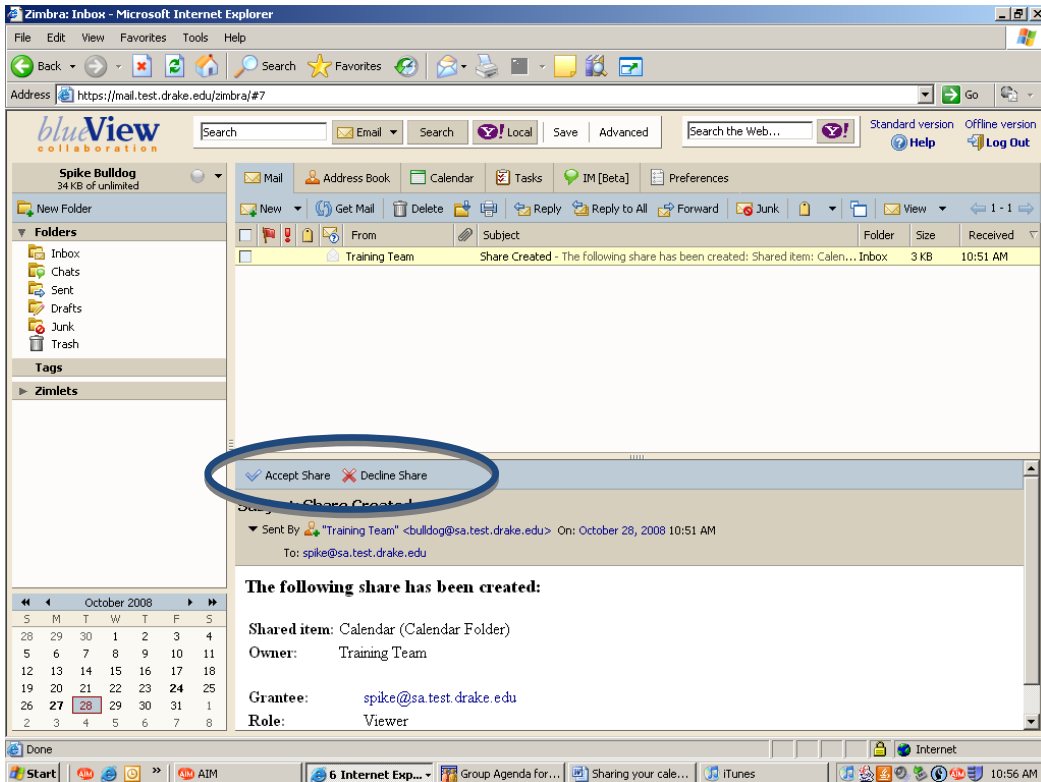 Zimbra: Inbox - Microsoft Internet Explorer
File Edit View Favorites Tools Help
Back Search Favorites
Address https://mail.test.drake.edu/zimbra/#7 Go
blueView
collaboration
Search Email Search Y! Local Save Advanced Search the Web... Y! Standard version Offline version
Help Log Out
Spike Bulldog
34 KB of unlimited
Mail Address Book Calendar Tasks IM [Beta] Preferences
New Folder
New Get Mail Delete Reply Reply to All Forward Junk View 1 - 1
Folders
From Subject Folder Size Received
Inbox
Chats
Sent
Drafts
Junk
Trash
Training Team Share Created - The following share has been created: Shared item: Calen... Inbox 3 KB 10:51 AM
Tags
Zimlets
Accept Share Decline Share
Subject: Share Created
Sent By "Training Team" <bulldog@sa.test.drake.edu> On: October 28, 2008 10:51 AM
To: spike@sa.test.drake.edu
The following share has been created:
Shared item: Calendar (Calendar Folder)
Owner: Training Team
Grantee: spike@sa.test.drake.edu
Role: Viewer
October 2008
S M T W T F S
28 29 30 1 2 3 4
5 6 7 8 9 10 11
12 13 14 15 16 17 18
19 20 21 22 23 24 25
26 27 28 29 30 31 1
2 3 4 5 6 7 8
Done Internet
Start » AIM 6 Internet Exp... Group Agenda for... Sharing your cale... iTunes 10:56 AM